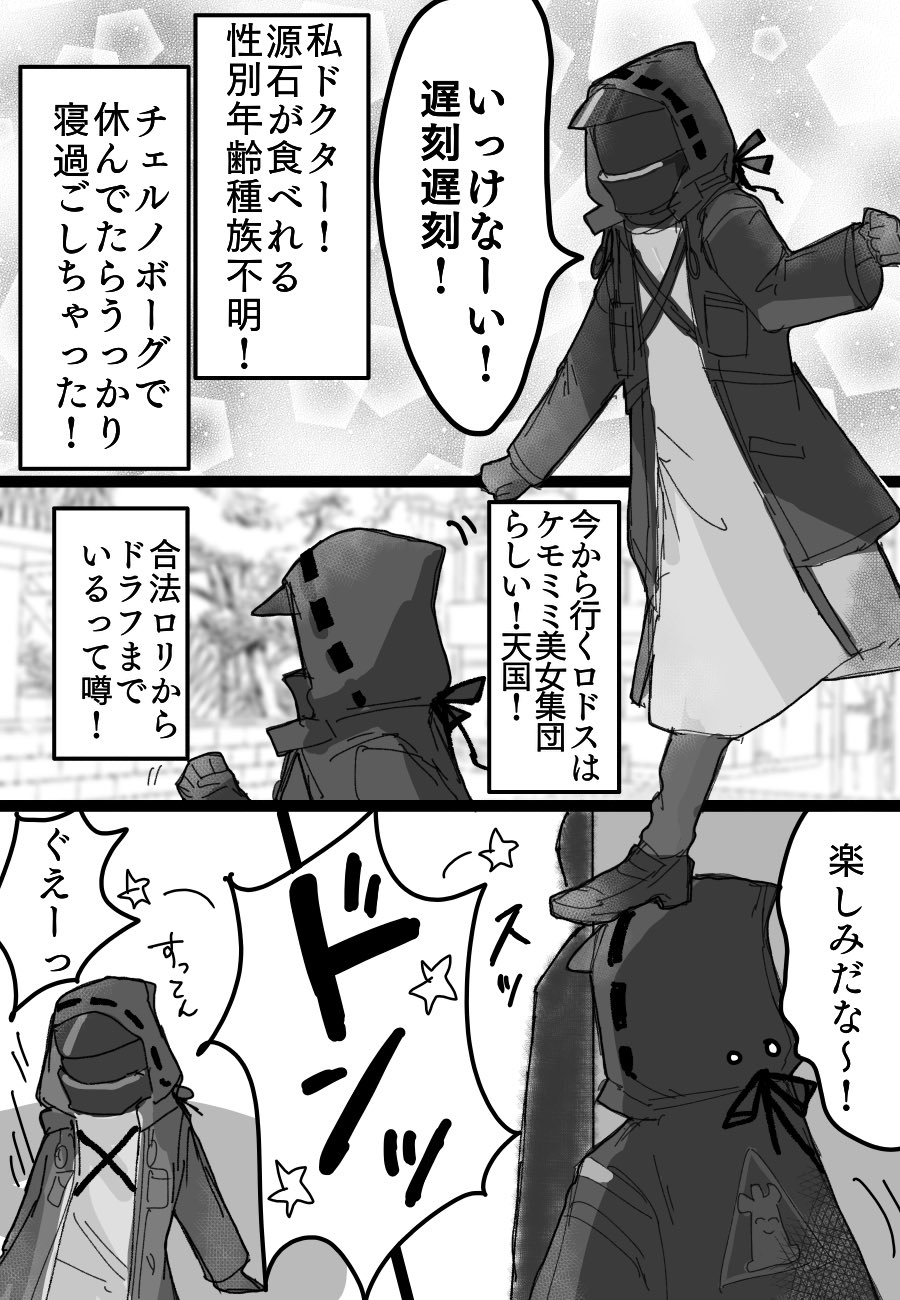 いっけなーい！
遅刻遅刻！
私ドクター！
源石が食べれる
性別年齢種族不明！
チェルノボーグで
休んでたらうっかり
寝過ごしちゃった！
今から行くロドスは
ケモミミ美女集団
らしい！天国！
合法ロリから
ドラフまで
いるって噂！
楽しみだな～！
スッ
ドンッ
すってん
ぐえーっ